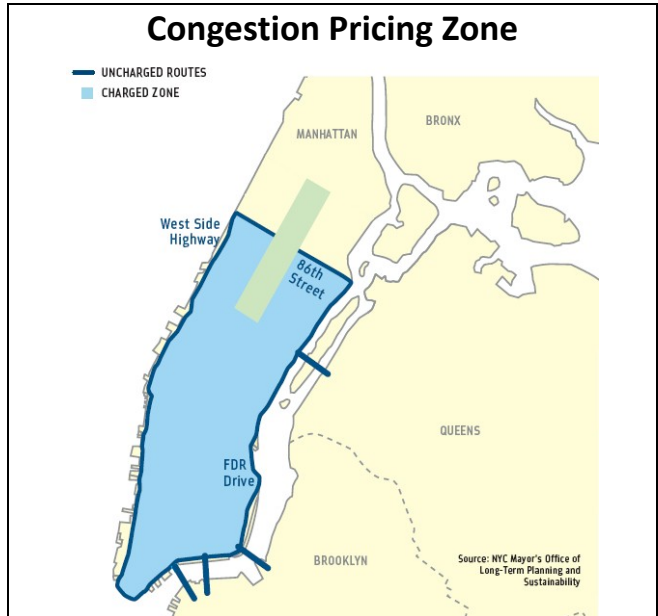 Congestion Pricing Zone
UNCHARGED ROUTES
CHARGED ZONE
BRONX
MANHATTAN
West Side
Highway
86th
Street
QUEENS
FDR
Drive
BROOKLYN
Source: NYC Mayor's Office of
Long-Term Planning and
Sustainability